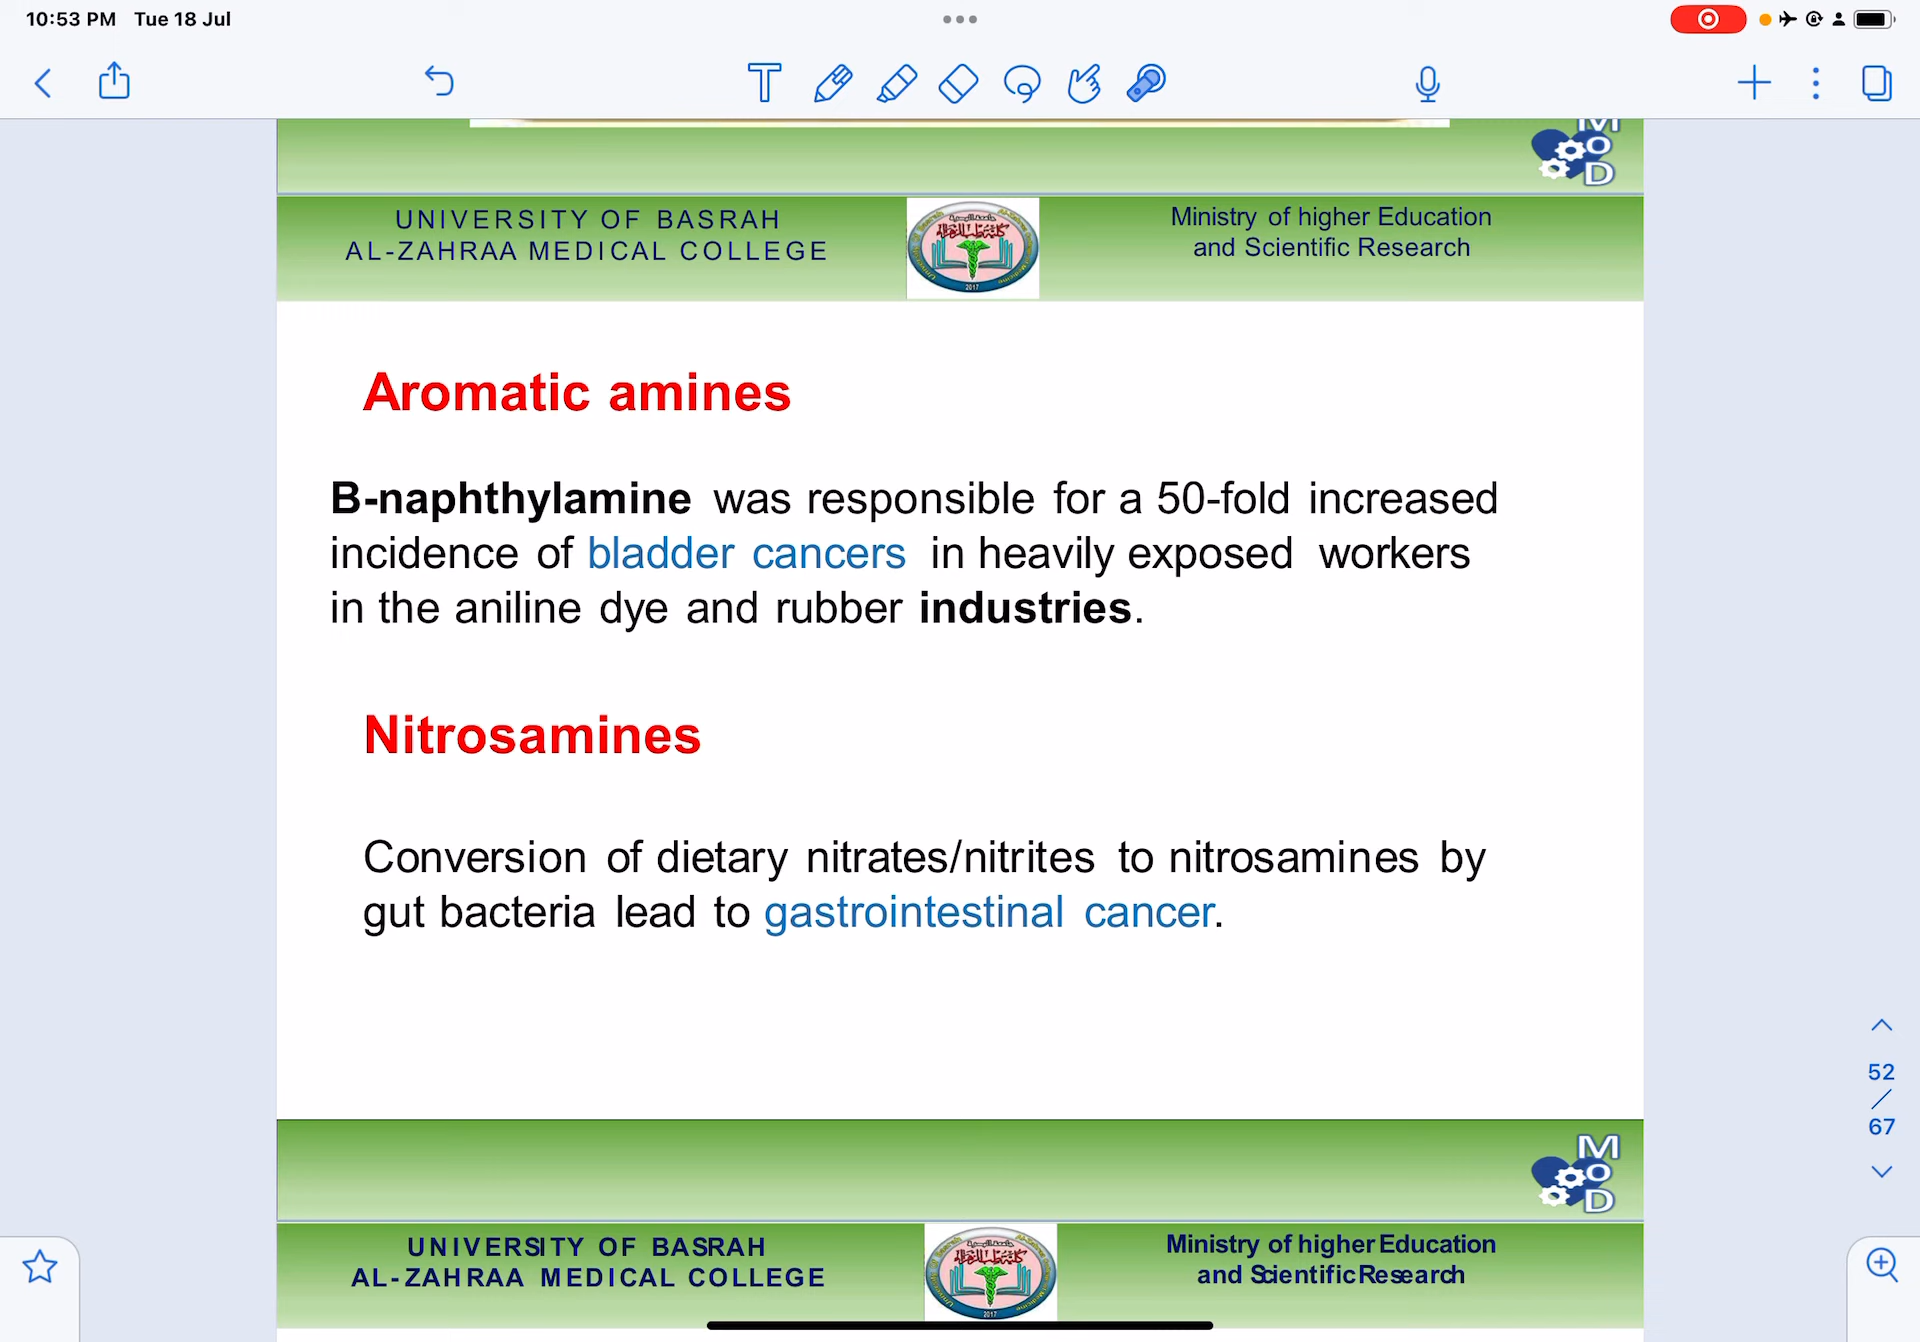 10:53 PM Tue 18 Jul
M
O
D
UNIVERSITY OF BASRAH
AL-ZAHRAA MEDICAL COLLEGE
2017
Ministry of higher Education
and Scientific Research
Aromatic amines
B-naphthylamine was responsible for a 50-fold increased
incidence of bladder cancers in heavily exposed workers
in the aniline dye and rubber industries.
Nitrosamines
Conversion of dietary nitrates/nitrites to nitrosamines by
gut bacteria lead to gastrointestinal cancer.
52
/
67
M
O
D
UNIVERSITY OF BASRAH
AL-ZAHRAA MEDICAL COLLEGE
2017
Ministry of higher Education
and Scientific Research